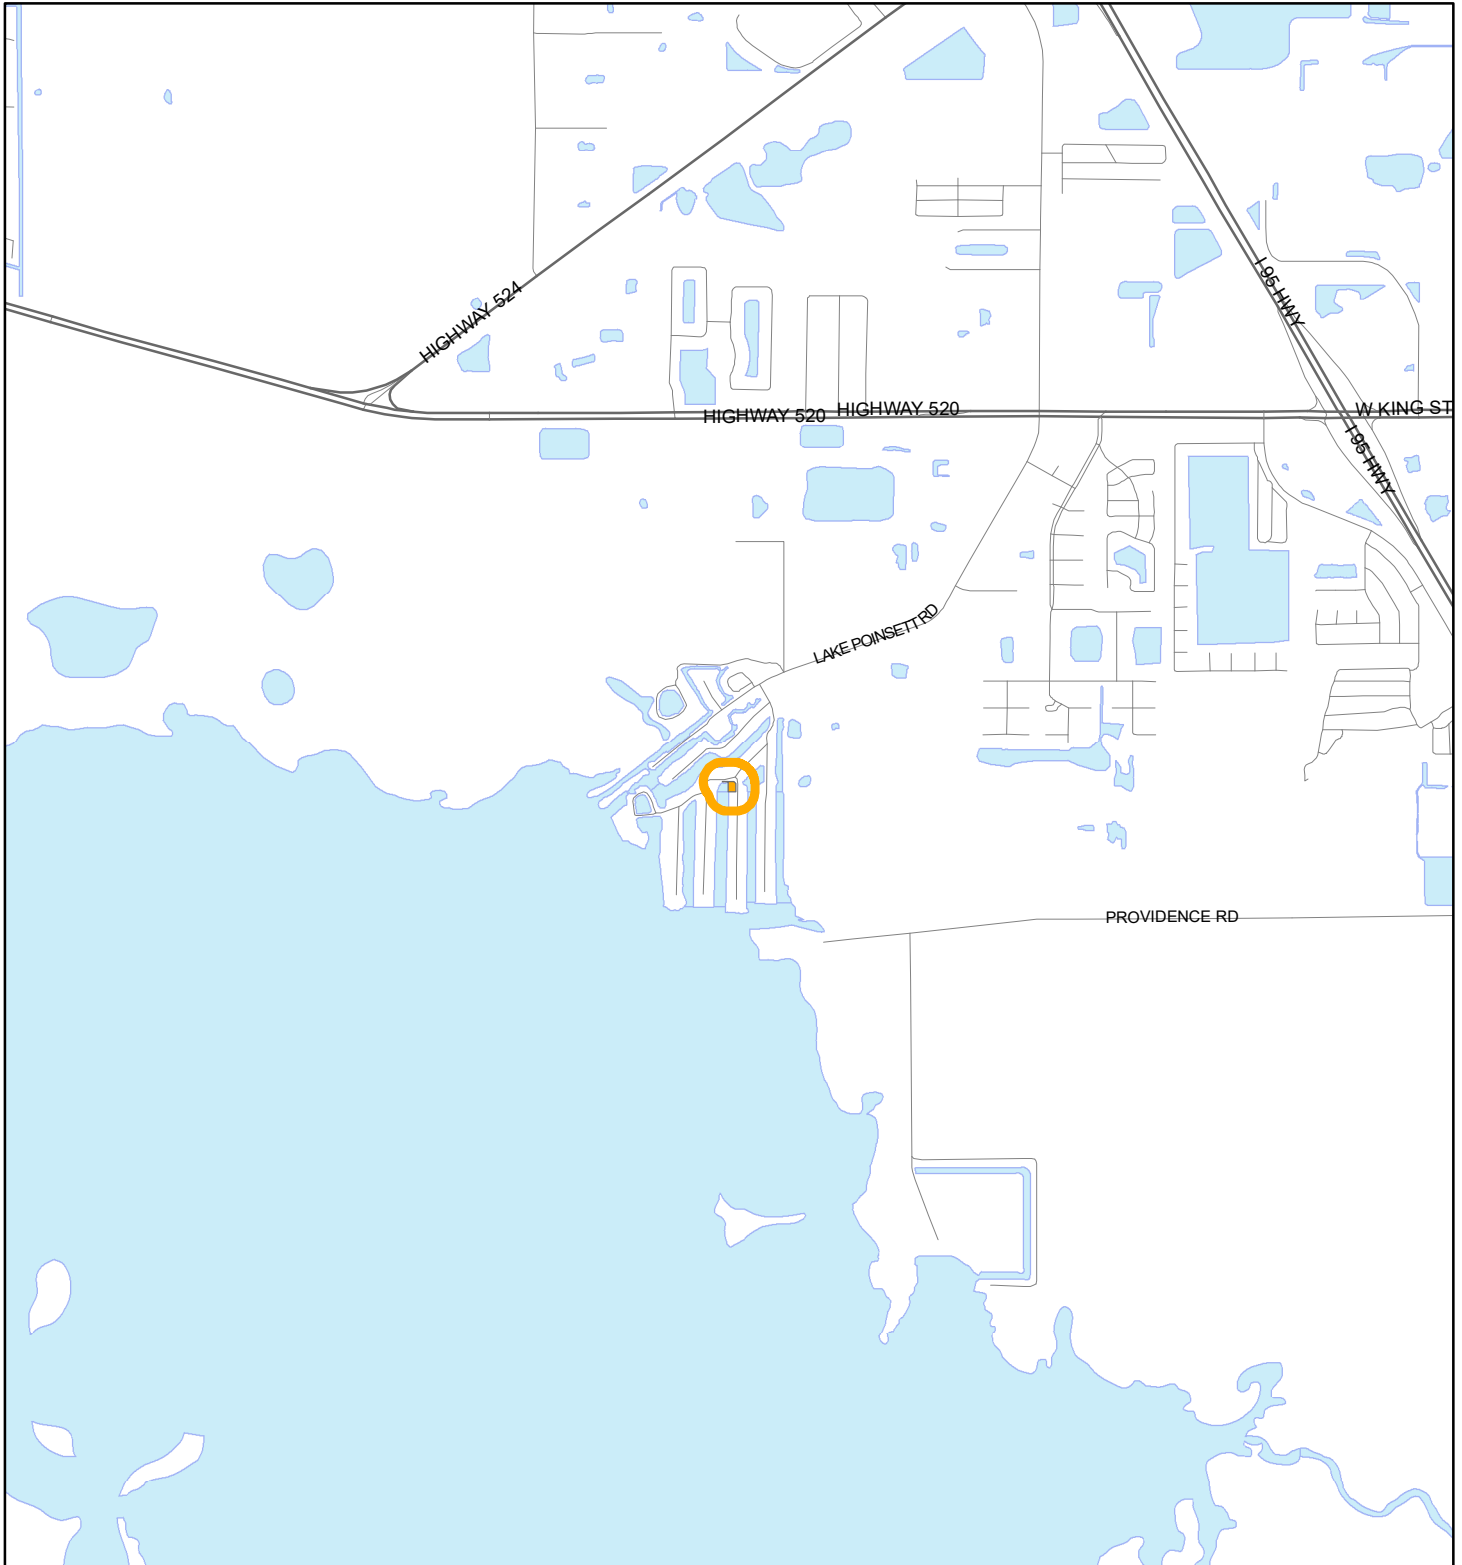 HIGHWAY 524
I 95 HWY
HIGHWAY 520
HIGHWAY 520
W KING ST
I 95 HWY
LAKE POINSETT RD
PROVIDENCE RD